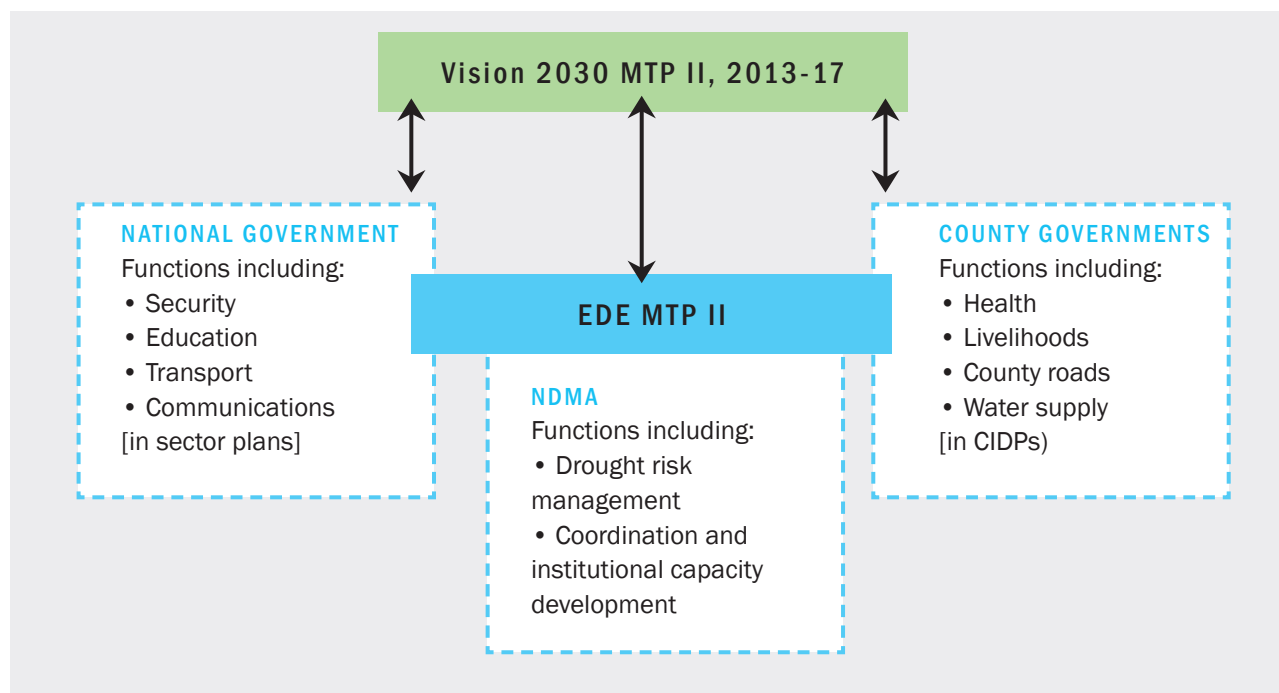 Vision 2030 MTP II, 2013-17
NATIONAL GOVERNMENT
Functions including:
• Security
• Education
• Transport
• Communications
[in sector plans]
EDE MTP II
NDMA
Functions including:
• Drought risk
management
• Coordination and
institutional capacity
development
COUNTY GOVERNMENTS
Functions including:
• Health
• Livelihoods
• County roads
• Water supply
[in CIDPs)